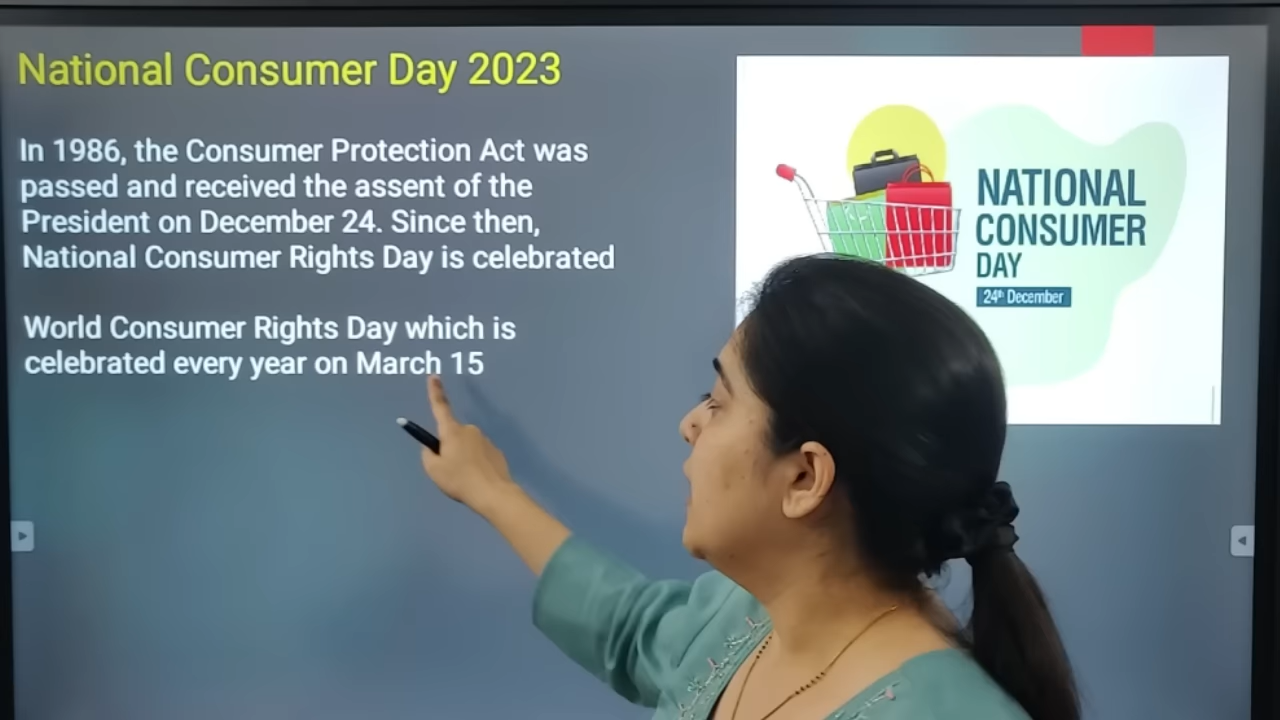 National Consumer Day 2023
In 1986, the Consumer Protection Act was
passed and received the assent of the
President on December 24. Since then,
National Consumer Rights Day is celebrated
World Consumer Rights Day which is
celebrated every year on March 15
NATIONAL
CONSUMER
DAY
24th December